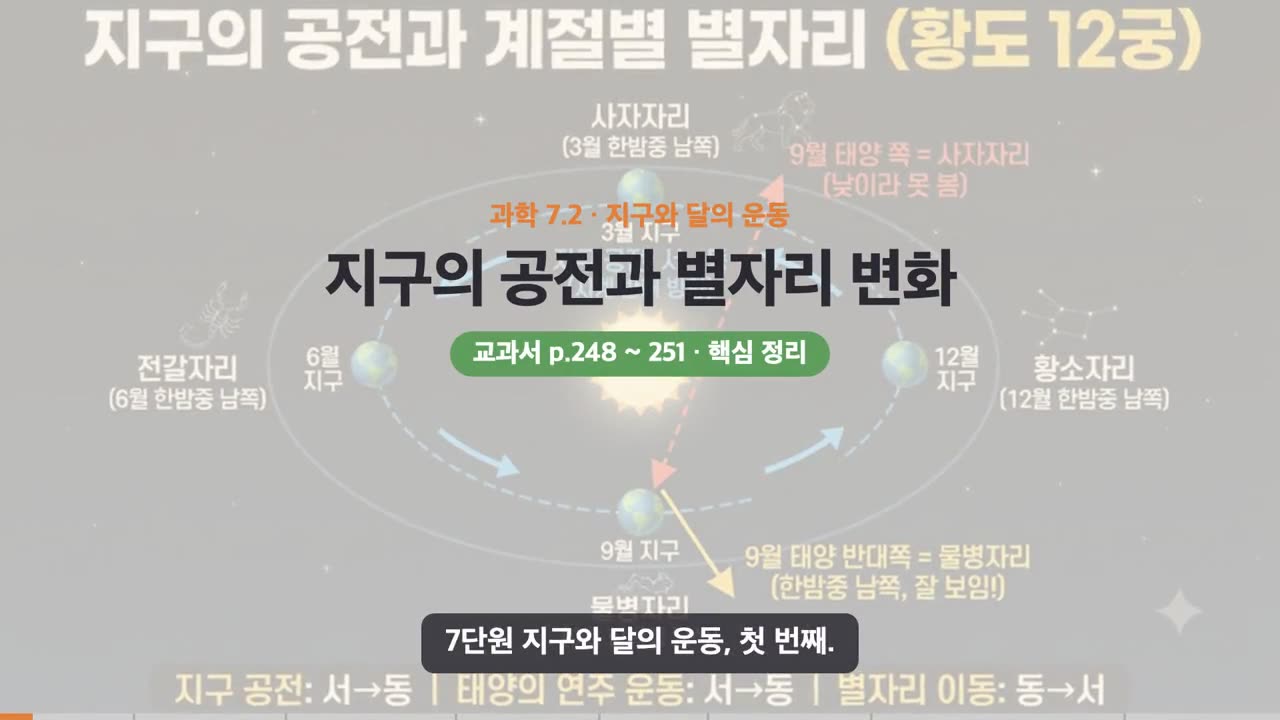 지구의 공전과 계절별 별자리 (황도 12궁)
사자자리
(3월 한밤중 남쪽)
9월 태양 쪽 = 사자자리
(낮이라 못 봄)
과학 7.2 · 지구와 달의 운동
3월 지구
지구의 공전과 별자리 변화
교과서 p.248 ~ 251 · 핵심 정리
전갈자리
(6월 한밤중 남쪽)
6월
지구
12월
지구
황소자리
(12월 한밤중 남쪽)
9월 지구
9월 태양 반대쪽 = 물병자리
(한밤중 남쪽, 잘 보임!)
물병자리
7단원 지구와 달의 운동, 첫 번째.
지구 공전: 서→동 | 태양의 연주 운동: 서→동 | 별자리 이동: 동→서